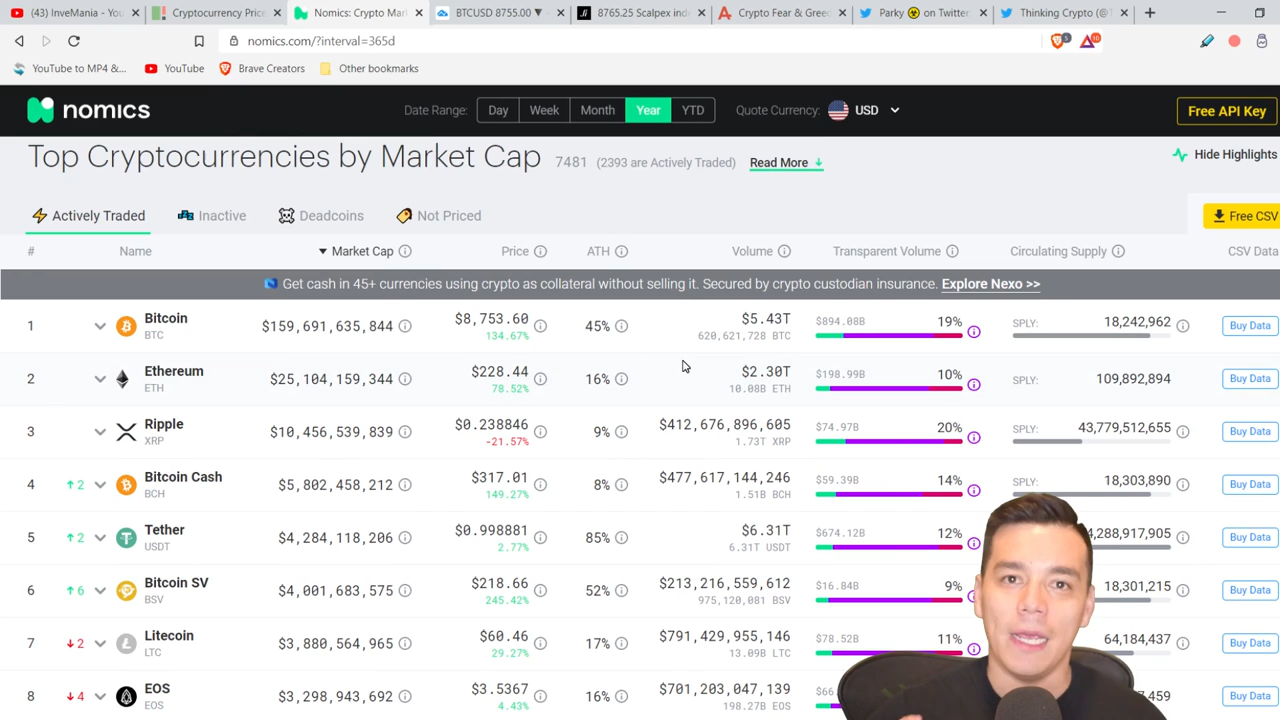 (43) InveMania - YouT
Cryptocurrency Price
Nomics: Crypto Mar
BTCUSD 8755.00 ▼
8765.25 Scalpex ind
Crypto Fear & Greed
Parky ☣ on Twitter
Thinking Crypto (@T
nomics.com/?interval=365d
5
10
YouTube to MP4 &...
YouTube
Brave Creators
Other bookmarks
nomics
Date Range:
Day
Week
Month
Year
YTD
Quote Currency:
USD
Free API Key
Top Cryptocurrencies by Market Cap 7481 (2393 are Actively Traded) Read More
Hide Highlights
Actively Traded
Inactive
Deadcoins
Not Priced
Free CSV
# Name Market Cap Price ATH Volume Transparent Volume Circulating Supply CSV Data
Get cash in 45+ currencies using crypto as collateral without selling it. Secured by crypto custodian insurance. Explore Nexo >>
1 Bitcoin $159,691,635,844 $8,753.60 45% $5.43T $894.08B 19% SPLY: 18,242,962 Buy Data
BTC 134.67% 620,621,728 BTC
2 Ethereum $25,104,159,344 $228.44 16% $2.30T $198.99B 10% SPLY: 109,892,894 Buy Data
ETH 78.52% 10.08B ETH
3 Ripple $10,456,539,839 $0.238846 9% $412,676,896,605 $74.97B 20% SPLY: 43,779,512,655 Buy Data
XRP -21.57% 1.73T XRP
4 ↑2 Bitcoin Cash $5,802,458,212 $317.01 8% $477,617,144,246 $59.39B 14% SPLY: 18,303,890 Buy Data
BCH 149.27% 1.51B BCH
5 ↑2 Tether $4,284,118,206 $0.998881 85% $6.31T $674.12B 12% 4,288,917,905 Buy Data
USDT 2.77% 6.31T USDT
6 ↑6 Bitcoin SV $4,001,683,575 $218.66 52% $213,216,559,612 $16.84B 9% 18,301,215 Buy Data
BSV 245.42% 975,120,081 BSV
7 ↓2 Litecoin $3,880,564,965 $60.46 17% $791,429,955,146 $78.52B 11% 64,184,437 Buy Data
LTC 29.27% 13.09B LTC
8 ↓4 EOS $3,298,943,692 $3.5367 16% $701,203,047,139 $66 459 Buy Data
EOS 4.43% 198.27B EOS